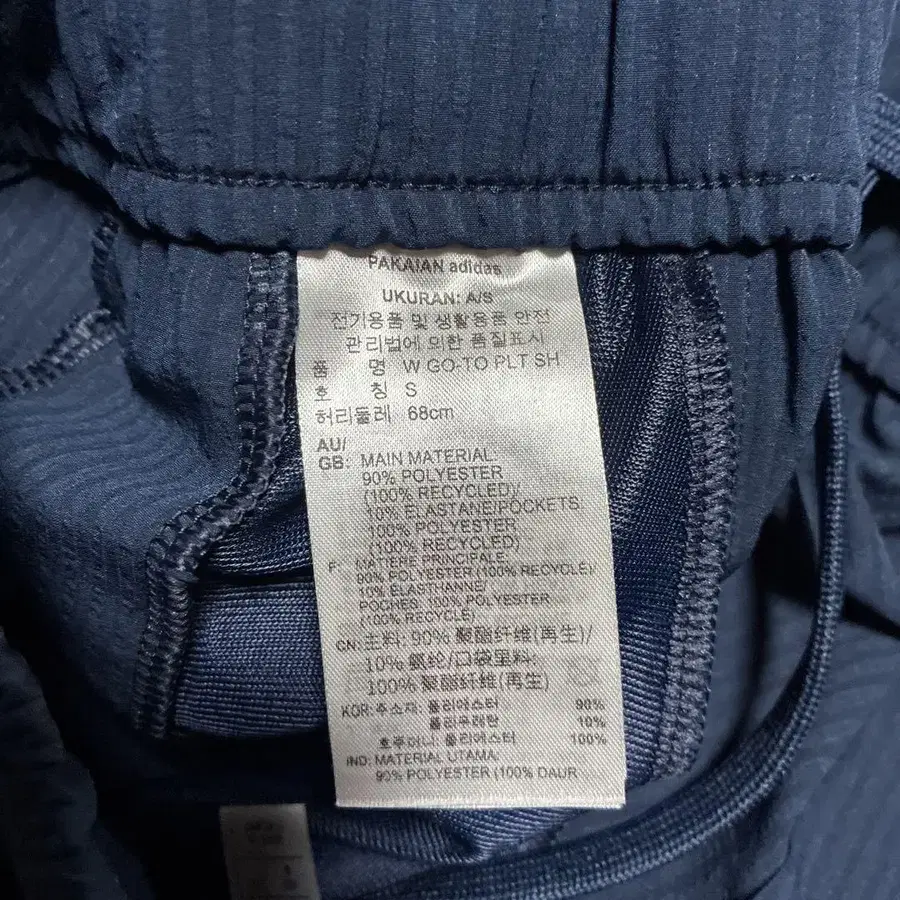 PAKAIAN adidas
UKURAN: A/S
전기용품 및 생활용품 안전
관리법에 의한 품질표시
품 명 W GO-TO PLT SH
호 칭 S
허리둘레 68cm
AU/
GB: MAIN MATERIAL:
90% POLYESTER
(100% RECYCLED)/
10% ELASTANE/POCKETS:
100% POLYESTER
(100% RECYCLED)
F: MATIERE PRINCIPALE:
90% POLYESTER (100% RECYCLE)/
10% ELASTHANNE/
POCHES: 100% POLYESTER
(100% RECYCLE)
CN: 主料: 90% 聚酯纤维(再生)/
10% 氨纶/口袋里料:
100% 聚酯纤维(再生)
KOR: 주소재: 폴리에스터 90%
폴리우레탄 10%
호주머니: 폴리에스터 100%
IND: MATERIAL UTAMA:
90% POLYESTER (100% DAUR